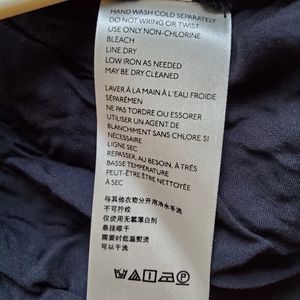 HAND WASH COLD SEPARATELY
DO NOT WRING OR TWIST
USE ONLY NON-CHLORINE
BLEACH
LINE DRY
LOW IRON AS NEEDED
MAY BE DRY CLEANED
LAVER À LA MAIN À L'EAU FROIDE
SÉPARÉMEN
NE PAS TORDRE OU ESSORER
UTILISER UN AGENT DE
BLANCHIMENT SANS CHLORE SI
NÉCESSAIRE
LIGNE SEC
REPASSER, AU BESOIN, À TRÈS
BASSE TEMPÉRATURE
PEUT-ÊTRE ÊTRE NETTOYÉE
À SEC
与其他衣物分开用冷水手洗
不可拧绞
仅使用无氯漂白剂
悬挂晾干
需要时低温熨烫
可以干洗